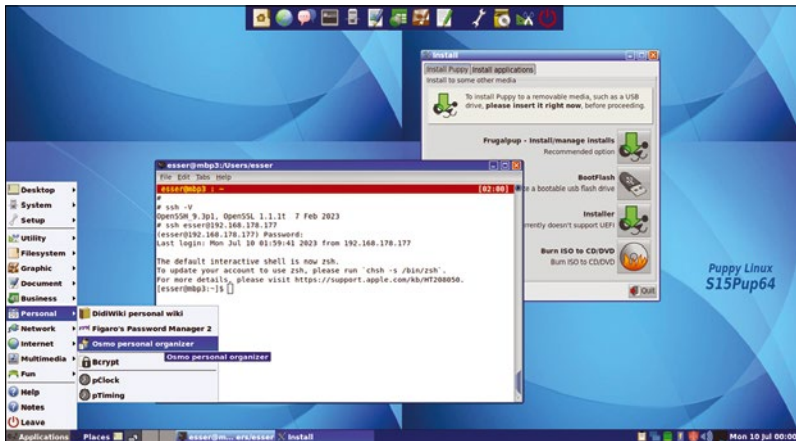 Install
Install Puppy
Install applications
Install to some other media
To install Puppy to a removable media, such as a USB
drive, please insert it right now, before proceeding.
Frugalpup - Install/manage installs
Recommended option
BootFlash
e a bootable usb flash drive
Installer
rrently doesn't support UEFI
Burn ISO to CD/DVD
Burn ISO to CD/DVD
Quit
Puppy Linux
S15Pup64
esser@mbp3:/Users/esser
File Edit Tabs Help
esser@mbp3 : ~ [02:00]
#
# ssh -V
OpenSSH_9.3p1, OpenSSL 1.1.1t 7 Feb 2023
# ssh esser@192.168.178.177
(esser@192.168.178.177) Password:
Last login: Mon Jul 10 01:59:41 2023 from 192.168.178.177
The default interactive shell is now zsh.
To update your account to use zsh, please run `chsh -s /bin/zsh`.
For more details, please visit https://support.apple.com/kb/HT208050.
[esser@mbp3:~]$
Desktop
System
Setup
Utility
Filesystem
Graphic
Document
Business
Personal
Network
Internet
Multimedia
Fun
Help
Notes
Leave
DidiWiki personal wiki
Figaro's Password Manager 2
Osmo personal organizer
Osmo personal organizer
Bcrypt
pClock
pTiming
Applications
Places
esser@m... ers/esser
Install
Mon 10 Jul 00:00